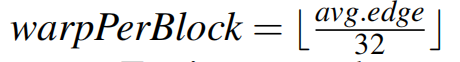 warpPerBlock = ⌊ avg.edge / 32 ⌋